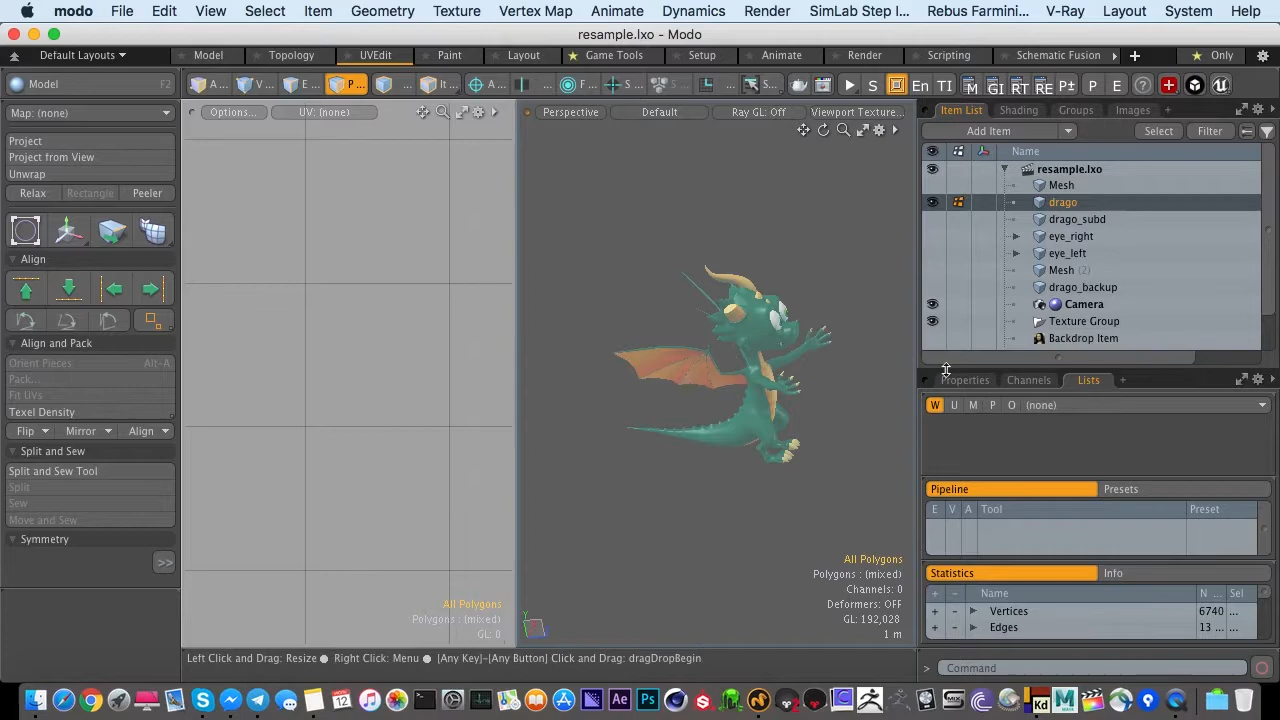 modo File Edit View Select Item Geometry Texture Vertex Map Animate Dynamics Render SimLab Step I... Rebus Farmini... V-Ray Layout System Help
resample.lxo - Modo
Default Layouts Model Topology UVEdit Paint Layout Game Tools Setup Animate Render Scripting Schematic Fusion + Only
Model F2 A... V... E... P... ... It... A... ... F... S... S... ... S... S En TI M GI RT RE P± P E
Map: (none)
Project
Project from View
Unwrap
Relax Rectangle Peeler
Align
Align and Pack
Orient Pieces Alt-A
Pack...
Fit UVs
Texel Density
Flip Mirror Align
Split and Sew
Split and Sew Tool
Split
Sew
Move and Sew
Symmetry
>>
Options... UV: (none)
All Polygons
Polygons : (mixed)
GL: 0
Perspective Default Ray GL: Off Viewport Texture...
All Polygons
Polygons : (mixed)
Channels: 0
Deformers: OFF
GL: 192,028
1 m
Left Click and Drag: Resize ● Right Click: Menu ● [Any Key]-[Any Button] Click and Drag: dragDropBegin
Item List Shading Groups Images +
Add Item Select Filter
Name
resample.lxo
Mesh
drago
drago_subd
eye_right
eye_left
Mesh (2)
drago_backup
Camera
Texture Group
Backdrop Item
Properties Channels Lists +
W U M P O (none)
Pipeline Presets
E V A Tool Preset
Statistics Info
+ - Name N ... Sel
+ - Vertices 6740 ...
+ - Edges 13 ... ...
> Command